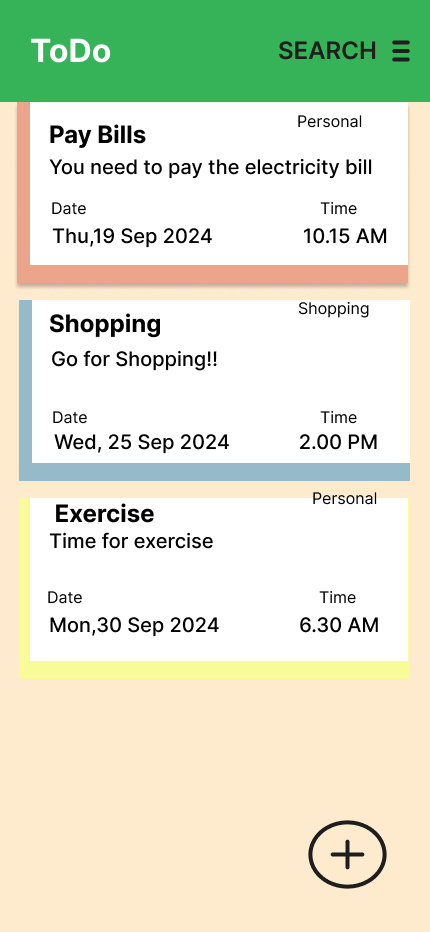 ToDo SEARCH
Personal
Pay Bills
You need to pay the electricity bill
Date Time
Thu,19 Sep 2024 10.15 AM
Shopping
Shopping
Go for Shopping!!
Date Time
Wed, 25 Sep 2024 2.00 PM
Personal
Exercise
Time for exercise
Date Time
Mon,30 Sep 2024 6.30 AM